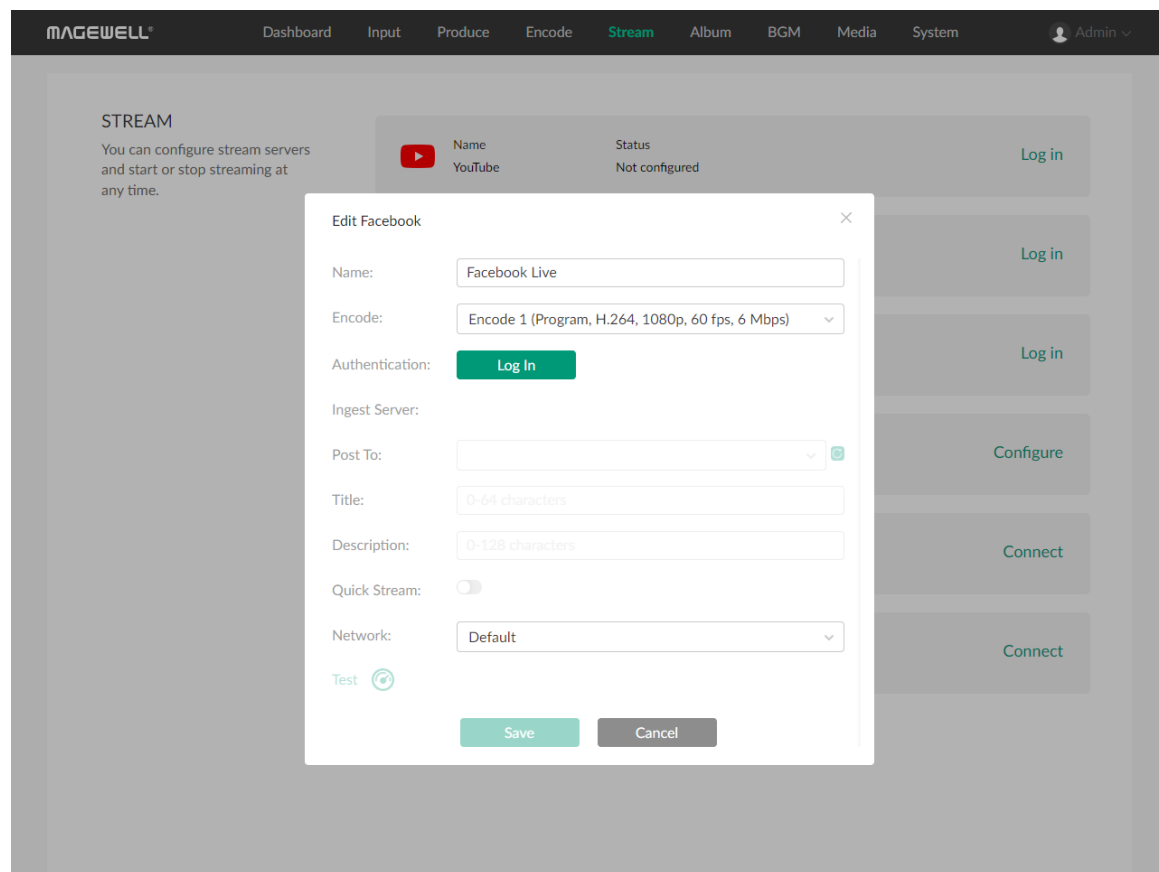 MAGEWELL®
Dashboard Input Produce Encode Stream Album BGM Media System Admin
STREAM
You can configure stream servers
and start or stop streaming at
any time.
Name Status
YouTube Not configured
Log in
Edit Facebook
Name: Facebook Live
Encode: Encode 1 (Program, H.264, 1080p, 60 fps, 6 Mbps)
Authentication: Log In
Ingest Server:
Post To:
Title: 0-64 characters
Description: 0-128 characters
Quick Stream:
Network: Default
Test
Save Cancel
Log in
Log in
Configure
Connect
Connect